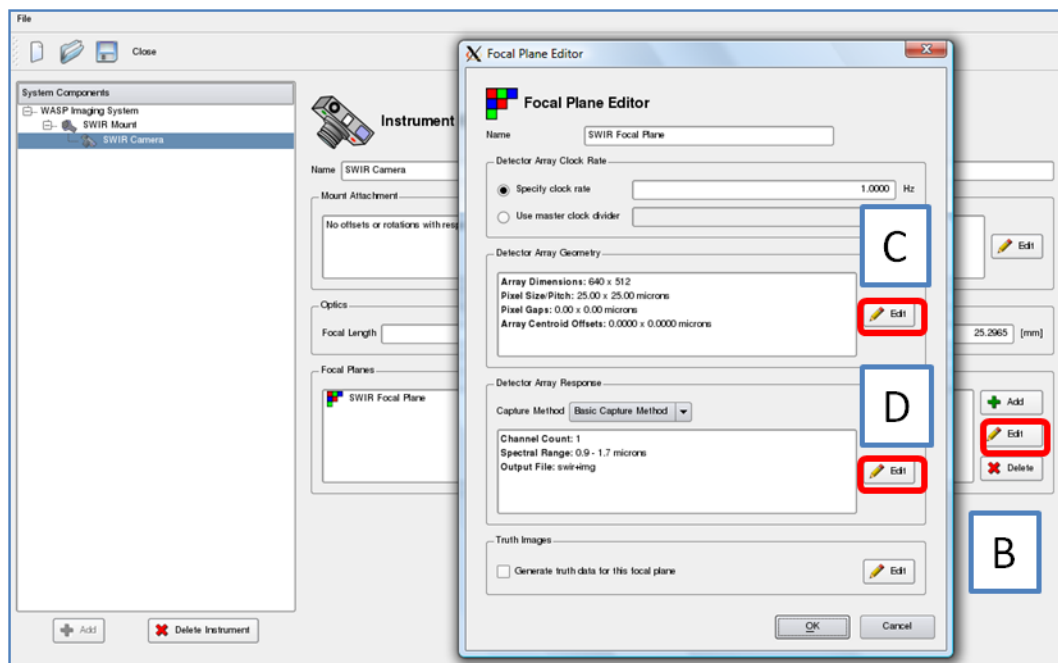 File
Close
System Components
WASP Imaging System
SWIR Mount
SWIR Camera
Add
Delete Instrument
Instrument
Name SWIR Camera
Mount Attachment
No offsets or rotations with resp
Edit
Optics
Focal Length
25.2965 [mm]
Focal Planes
SWIR Focal Plane
Add
Edit
Delete
B
Focal Plane Editor
Focal Plane Editor
Name SWIR Focal Plane
Detector Array Clock Rate
Specify clock rate 1.0000 Hz
Use master clock divider
C
Detector Array Geometry
Array Dimensions: 640 x 512
Pixel Size/Pitch: 25.00 x 25.00 microns
Pixel Gaps: 0.00 x 0.00 microns
Array Centroid Offsets: 0.0000 x 0.0000 microns
Edit
D
Detector Array Response
Capture Method Basic Capture Method
Channel Count: 1
Spectral Range: 0.9 - 1.7 microns
Output File: swir+img
Edit
Truth Images
Generate truth data for this focal plane
Edit
OK
Cancel